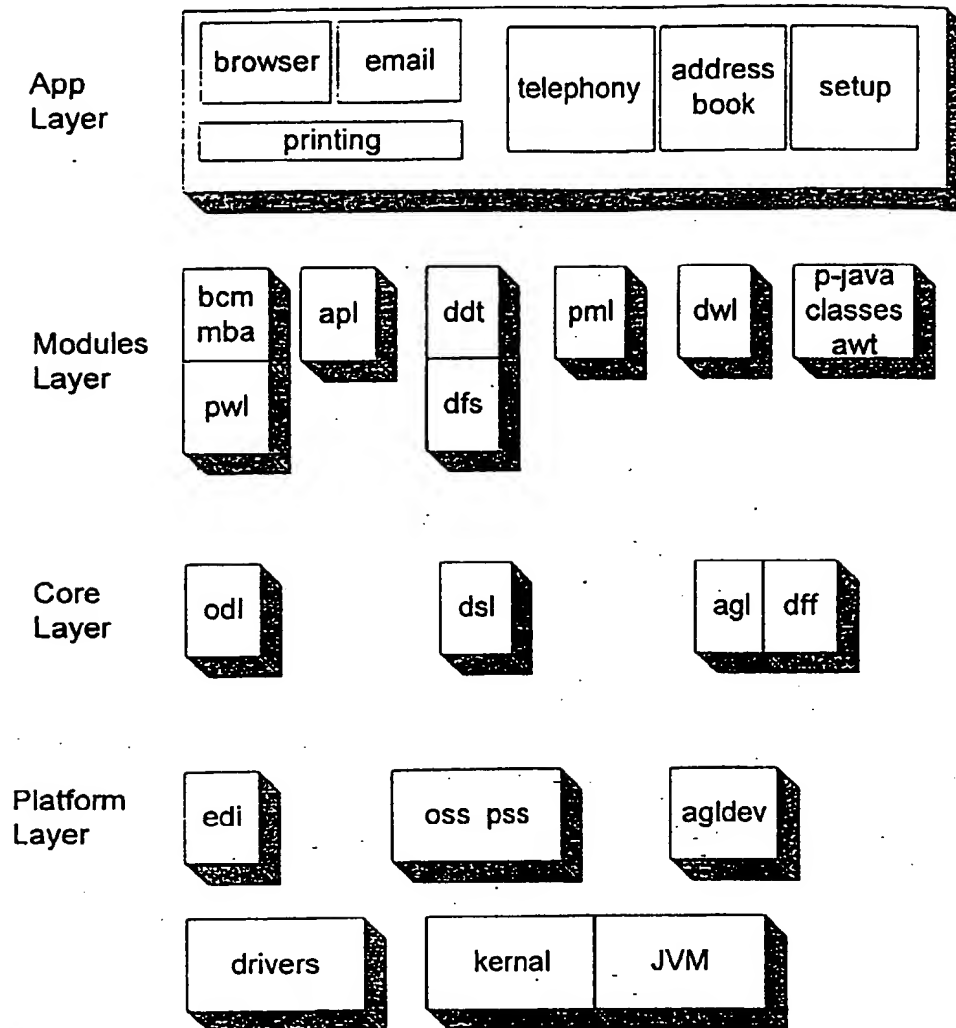 App
Layer
browser
email
printing
telephony
address
book
setup
Modules
Layer
bcm
mba
pwl
apl
ddt
dfs
pml
dwl
p-java
classes
awt
Core
Layer
odl
dsl
agl
dff
Platform
Layer
edi
oss pss
agldev
drivers
kernal
JVM